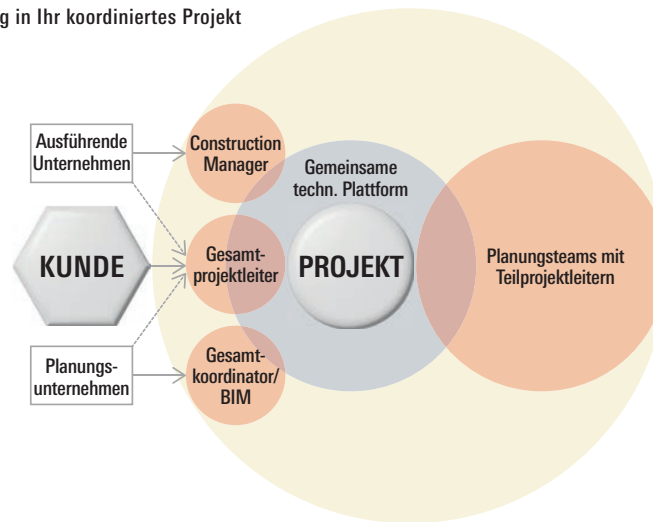 in Ihr koordiniertes Projekt
Ausführende
Unternehmen
Construction
Manager
Gemeinsame
techn. Plattform
KUNDE
Gesamt-
projektleiter
PROJEKT
Planungsteams mit
Teilprojektleitern
Planungs-
unternehmen
Gesamt-
koordinator/
BIM